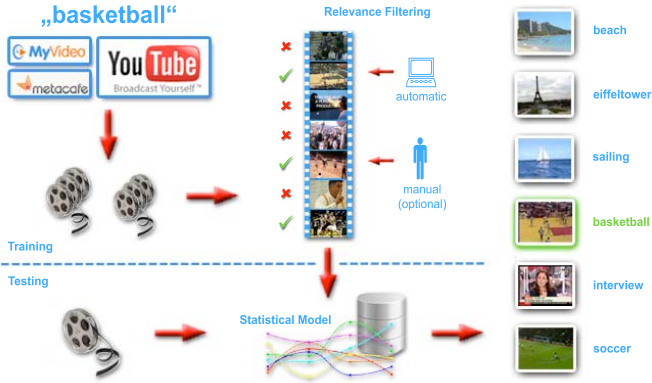 „basketball“
MyVideo
metacafe
YouTube
Broadcast Yourself™
Relevance Filtering
automatic
manual
(optional)
Training
Testing
Statistical Model
beach
eiffeltower
sailing
basketball
interview
soccer